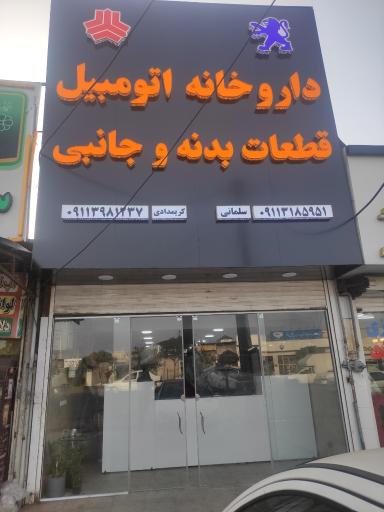 داروخانه اتومبیل
قطعات بدنه و جانبی
۰۹۱۱۳۱۸۵۹۵۱ سلمانی
۰۹۱۱۳۹۸۱۲۳۷ کریمدادی